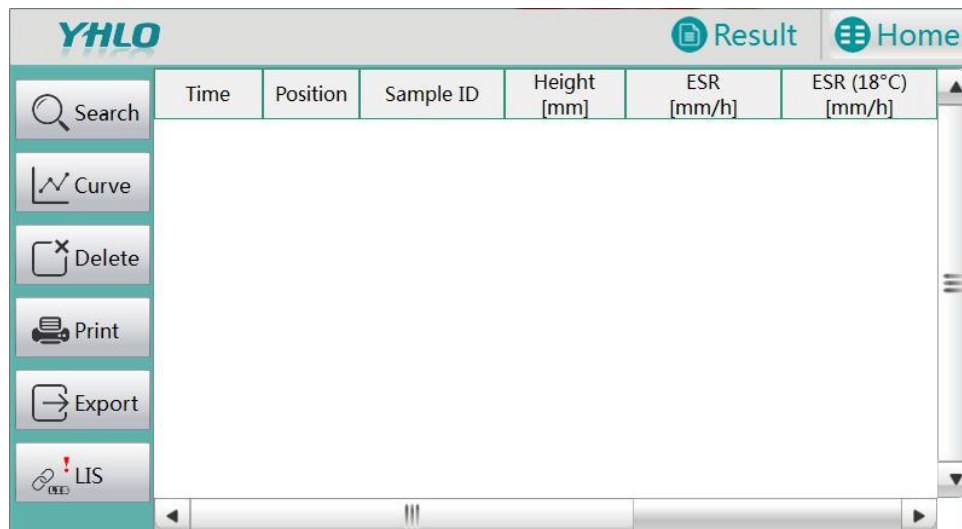 YHLO
Result
Home
Search
Curve
Delete
Print
Export
LIS
Time Position Sample ID Height [mm] ESR [mm/h] ESR (18°C) [mm/h]